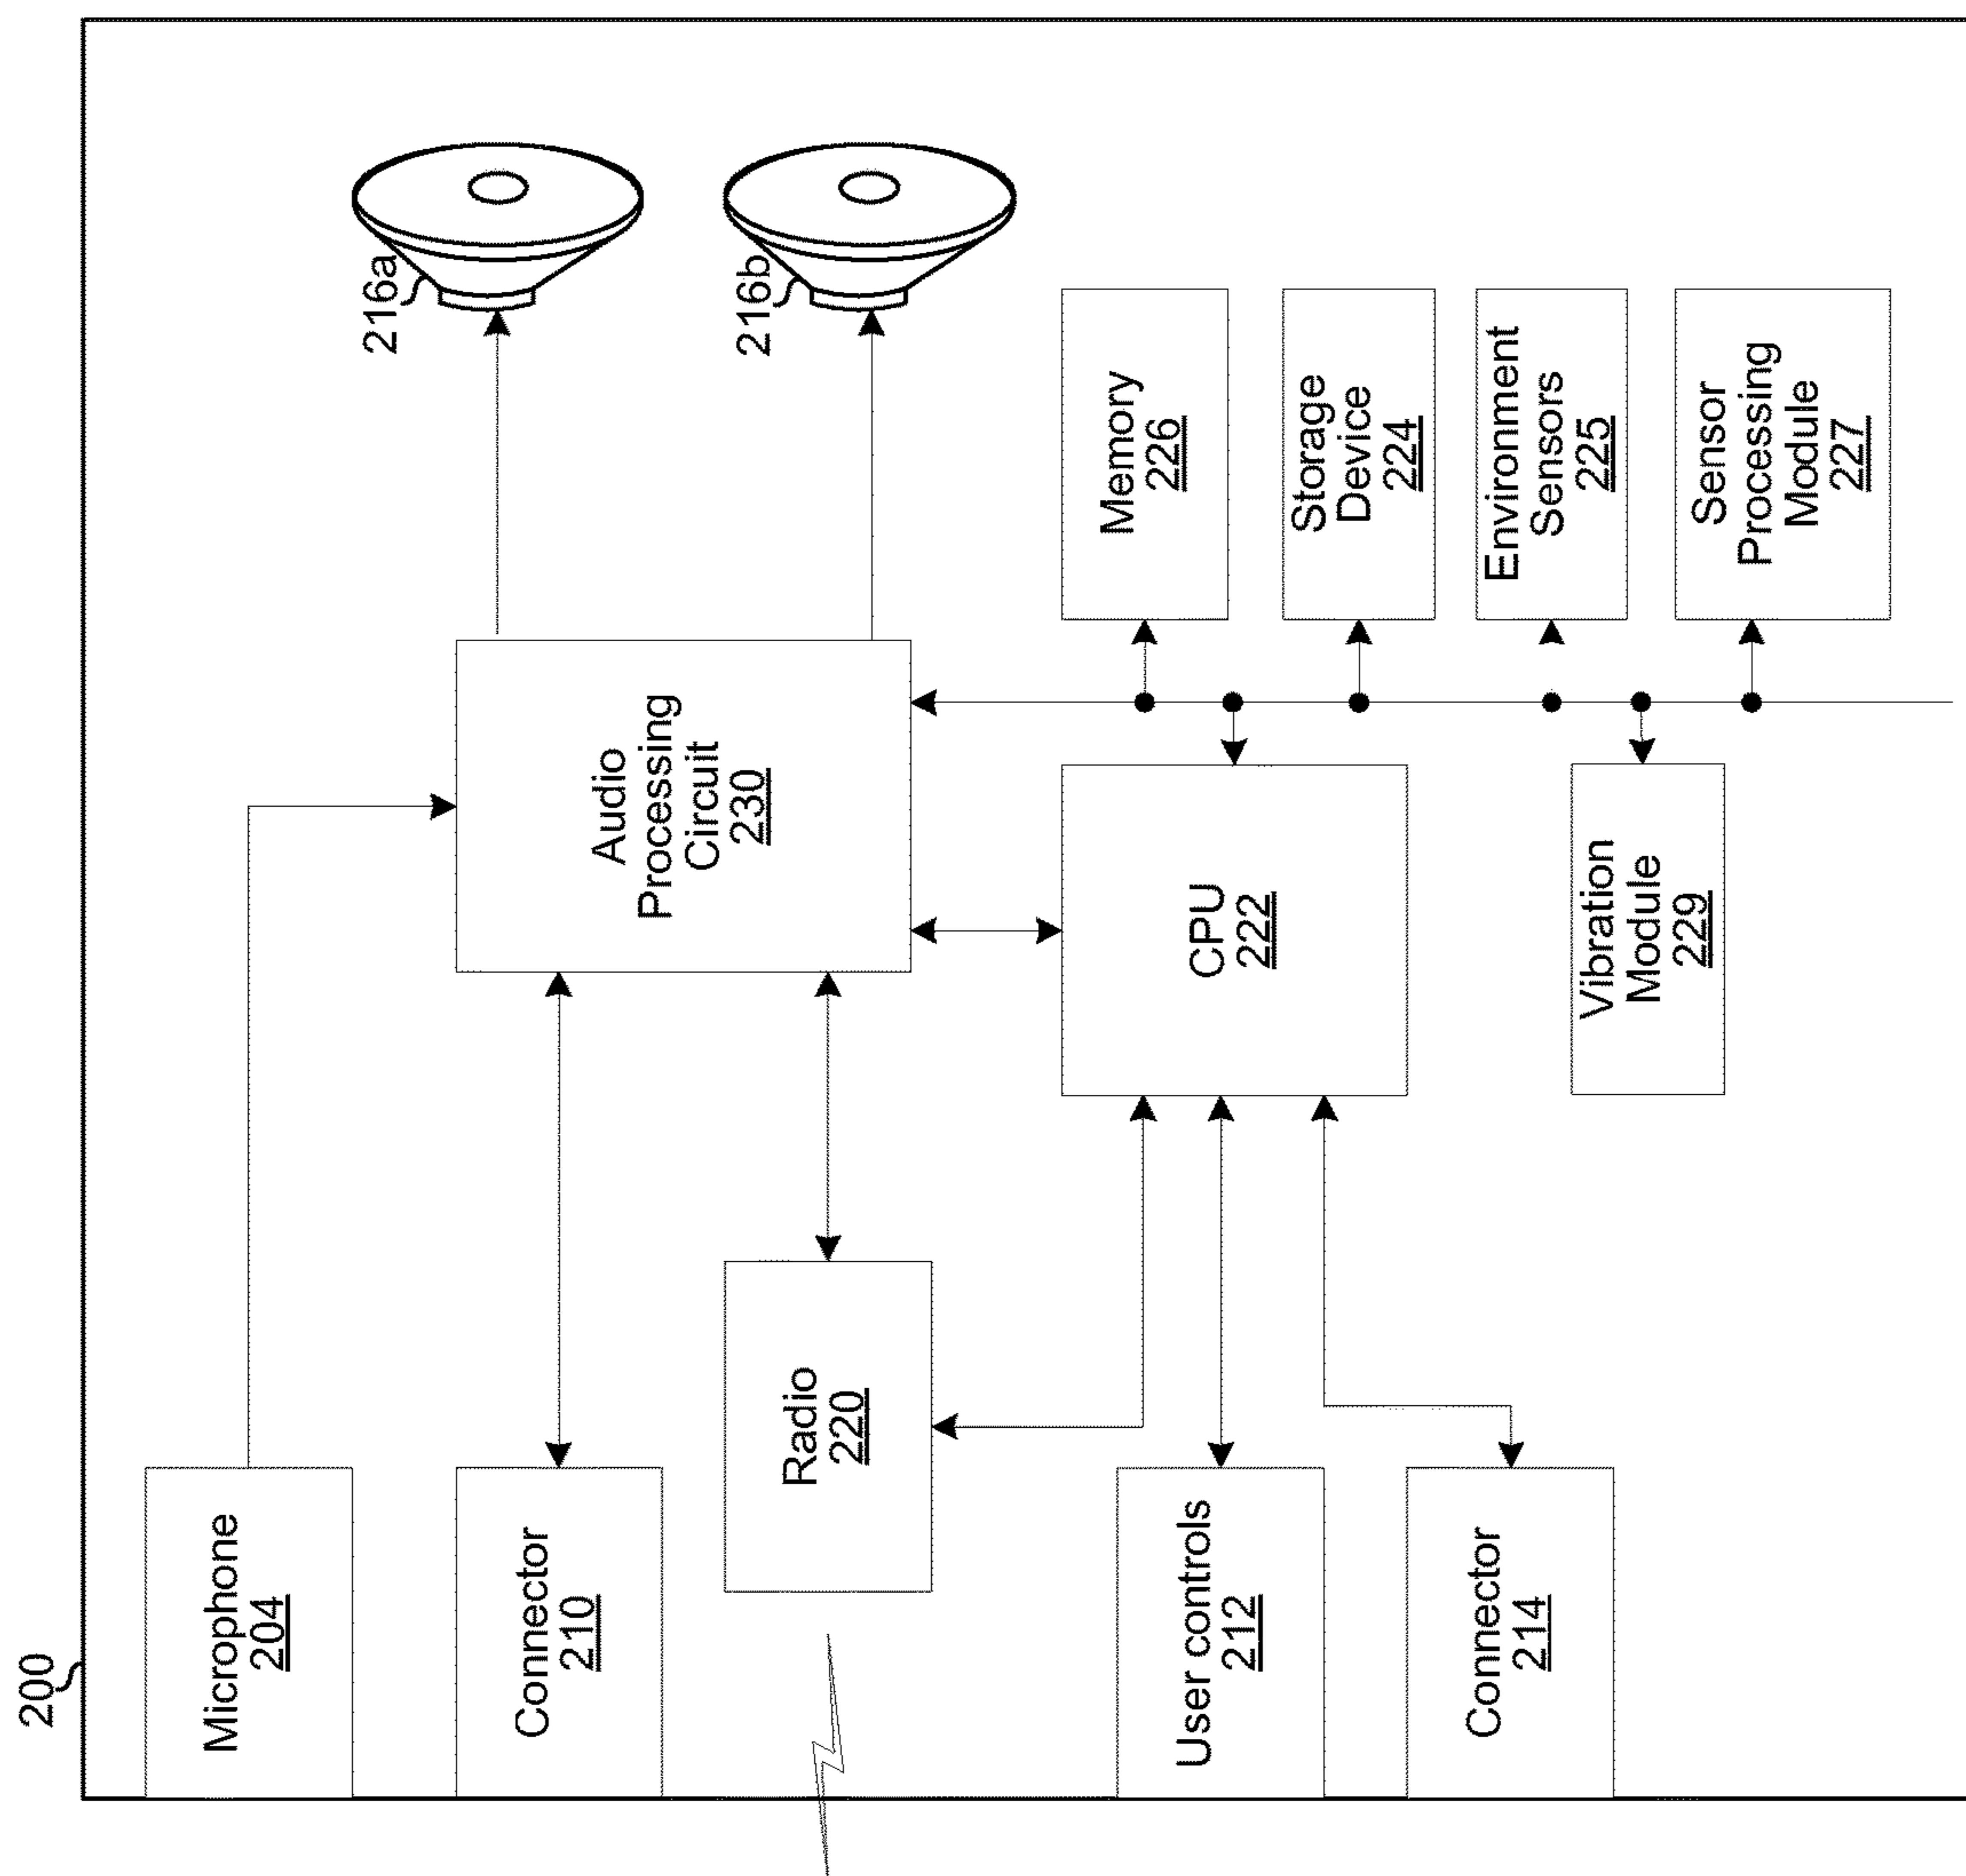 200
Microphone
204
Connector
210
Radio
220
User controls
212
Connector
214
Audio
Processing
Circuit
230
CPU
222
Vibration
Module
229
216a
216b
Memory
226
Storage
Device
224
Environment
Sensors
225
Sensor
Processing
Module
227